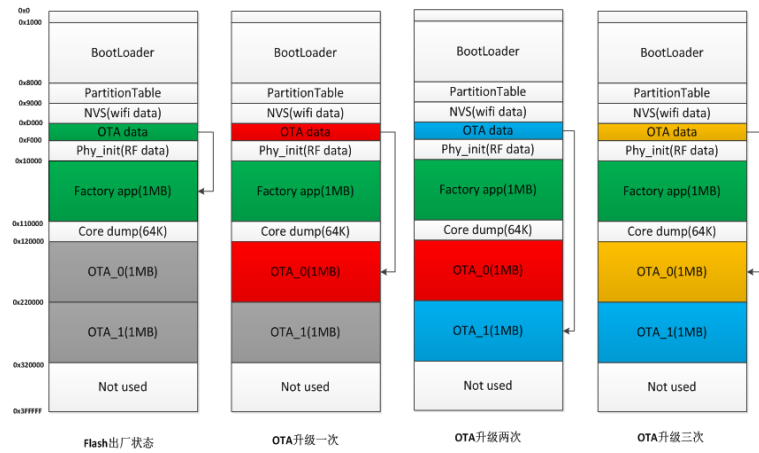 0x0
0x1000
BootLoader
0x8000
PartitionTable
0x9000
NVS(wifi data)
0xD000
OTA data
0xF000
Phy_init(RF data)
0x10000
Factory app(1MB)
0x110000
Core dump(64K)
0x120000
OTA_0(1MB)
0x220000
OTA_1(1MB)
0x320000
Not used
0x3FFFFF
Flash出厂状态
BootLoader
PartitionTable
NVS(wifi data)
OTA data
Phy_init(RF data)
Factory app(1MB)
Core dump(64K)
OTA_0(1MB)
OTA_1(1MB)
Not used
OTA升级一次
BootLoader
PartitionTable
NVS(wifi data)
OTA data
Phy_init(RF data)
Factory app(1MB)
Core dump(64K)
OTA_0(1MB)
OTA_1(1MB)
Not used
OTA升级两次
BootLoader
PartitionTable
NVS(wifi data)
OTA data
Phy_init(RF data)
Factory app(1MB)
Core dump(64K)
OTA_0(1MB)
OTA_1(1MB)
Not used
OTA升级三次